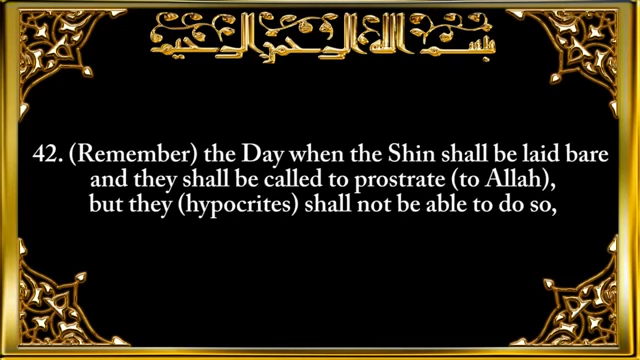 بسم الله الرحمن الرحيم
42. (Remember) the Day when the Shin shall be laid bare
and they shall be called to prostrate (to Allah),
but they (hypocrites) shall not be able to do so,